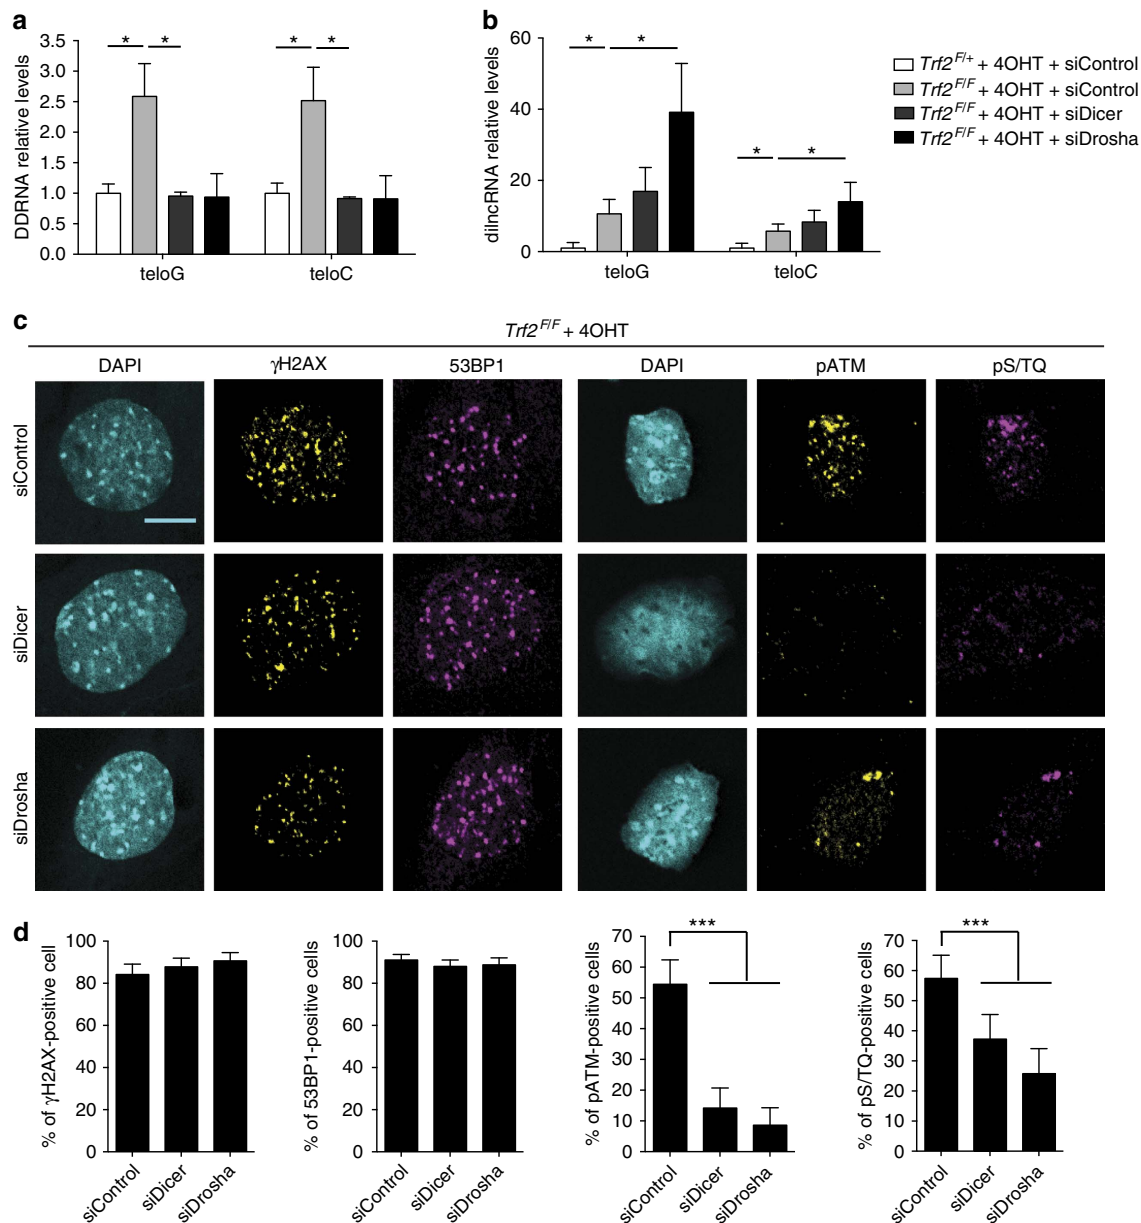 a
DDRNA relative levels
3.5
3.0
2.5
2.0
1.5
1.0
0.5
0.0
* * * *
teloG teloC
b
dilncRNA relative levels
60
40
20
0
* * * *
teloG teloC
Trf2 F/+ + 4OHT + siControl
Trf2 F/F + 4OHT + siControl
Trf2 F/F + 4OHT + siDicer
Trf2 F/F + 4OHT + siDrosha
c
Trf2 F/F + 4OHT
DAPI γH2AX 53BP1 DAPI pATM pS/TQ
siControl
siDicer
siDrosha
d
% of γH2AX-positive cell
100
80
60
40
20
0
siControl siDicer siDrosha
% of 53BP1-positive cells
100
80
60
40
20
0
siControl siDicer siDrosha
% of pATM-positive cells
70
60
50
40
30
20
10
0
***
siControl siDicer siDrosha
% of pS/TQ-positive cells
70
60
50
40
30
20
10
0
***
siControl siDicer siDrosha